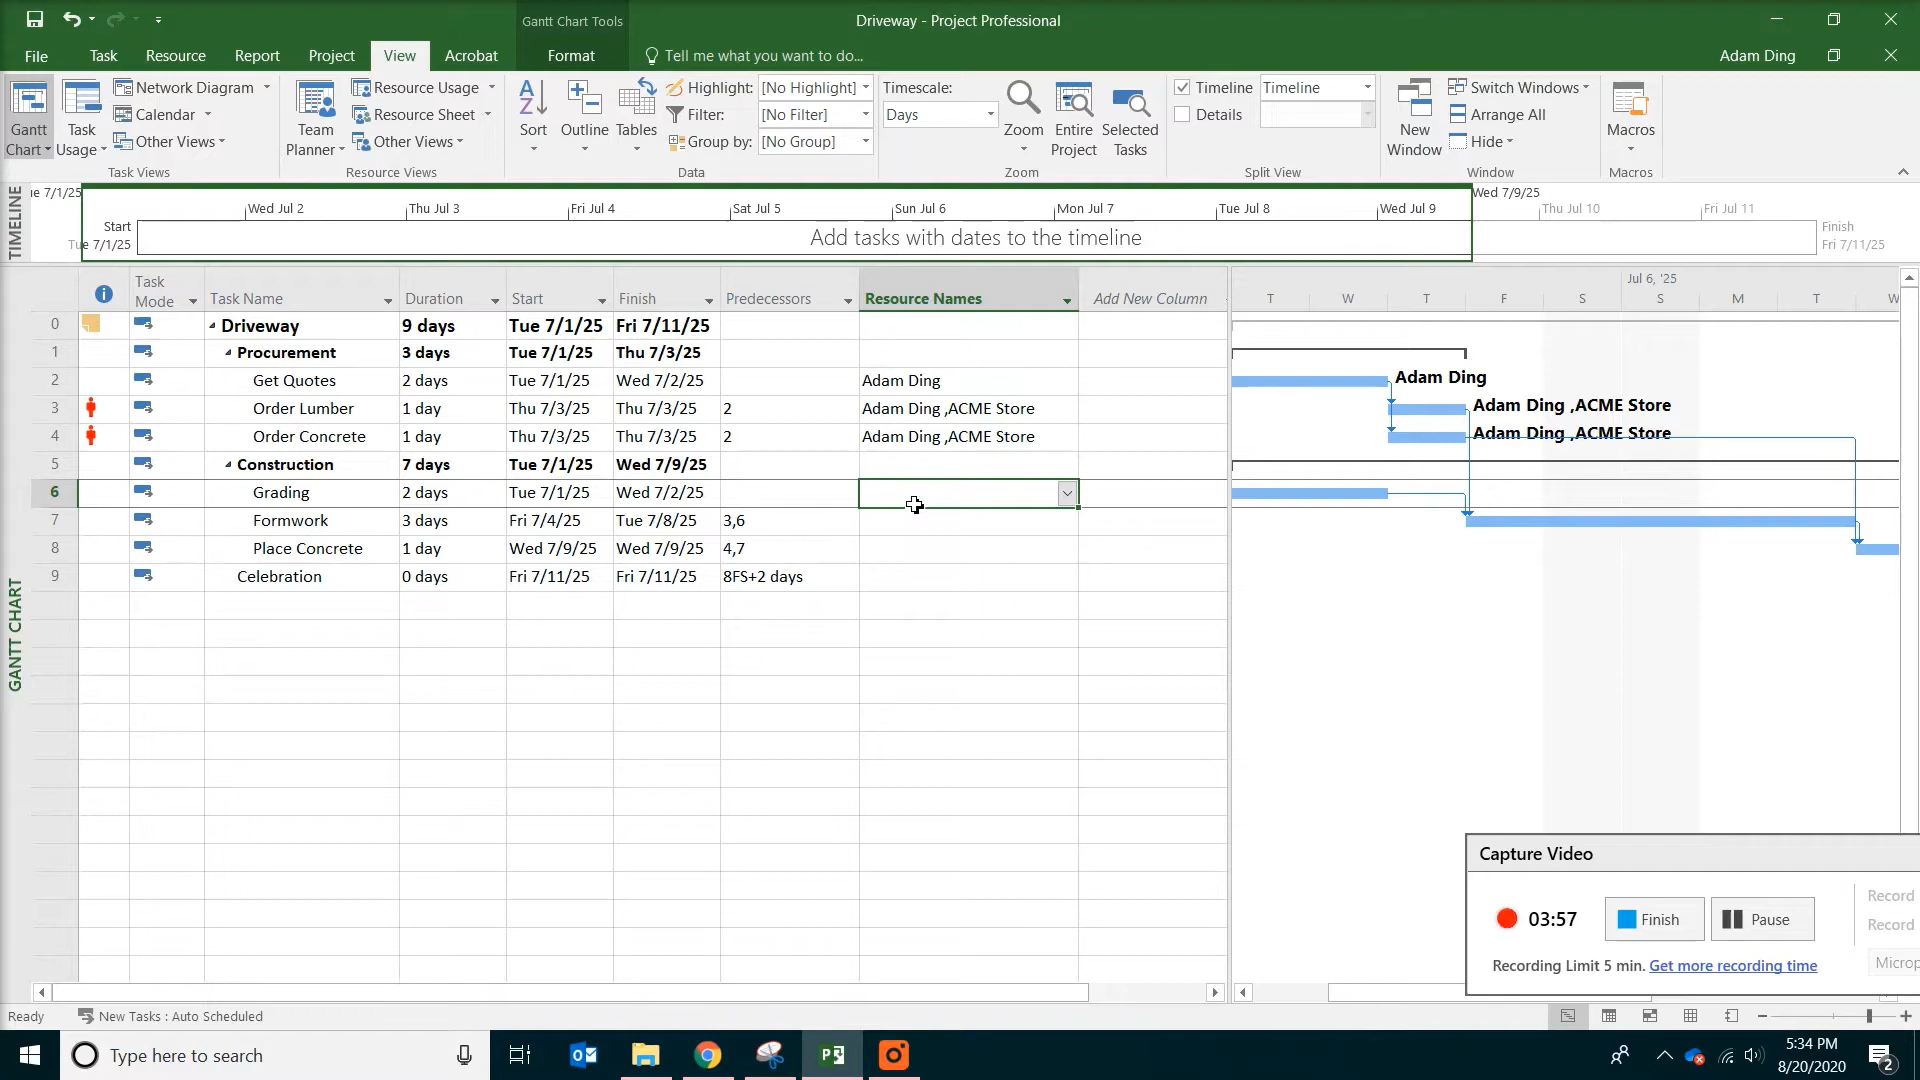 Gantt Chart Tools
Driveway - Project Professional
File
Task
Resource
Report
Project
View
Acrobat
Format
Tell me what you want to do...
Adam Ding
Gantt
Chart
Task
Usage
Network Diagram
Calendar
Other Views
Task Views
Team
Planner
Resource Usage
Resource Sheet
Other Views
Resource Views
A
Z
Sort
Outline
Tables
Highlight:
[No Highlight]
Filter:
[No Filter]
Group by:
[No Group]
Data
Timescale:
Days
Zoom
Entire
Project
Selected
Tasks
Zoom
Timeline
Timeline
Details
Split View
New
Window
Switch Windows
Arrange All
Hide
Window
Macros
Macros
TIMELINE
ue 7/1/25
Wed 7/9/25
Wed Jul 2
Thu Jul 3
Fri Jul 4
Sat Jul 5
Sun Jul 6
Mon Jul 7
Tue Jul 8
Wed Jul 9
Thu Jul 10
Fri Jul 11
Start
Tue 7/1/25
Add tasks with dates to the timeline
Finish
Fri 7/11/25
GANTT CHART
Task
Mode
Task Name
Duration
Start
Finish
Predecessors
Resource Names
Add New Column
Jul 6, '25
T W T F S S M T W
0 Driveway 9 days Tue 7/1/25 Fri 7/11/25
1 Procurement 3 days Tue 7/1/25 Thu 7/3/25
2 Get Quotes 2 days Tue 7/1/25 Wed 7/2/25 Adam Ding
Adam Ding
3 Order Lumber 1 day Thu 7/3/25 Thu 7/3/25 2 Adam Ding ,ACME Store
Adam Ding ,ACME Store
4 Order Concrete 1 day Thu 7/3/25 Thu 7/3/25 2 Adam Ding ,ACME Store
Adam Ding ,ACME Store
5 Construction 7 days Tue 7/1/25 Wed 7/9/25
6 Grading 2 days Tue 7/1/25 Wed 7/2/25
7 Formwork 3 days Fri 7/4/25 Tue 7/8/25 3,6
8 Place Concrete 1 day Wed 7/9/25 Wed 7/9/25 4,7
9 Celebration 0 days Fri 7/11/25 Fri 7/11/25 8FS+2 days
Capture Video
03:57
Finish
Pause
Record
Record
Microp
Recording Limit 5 min. Get more recording time
Ready
New Tasks : Auto Scheduled
Type here to search
5:34 PM
8/20/2020
2